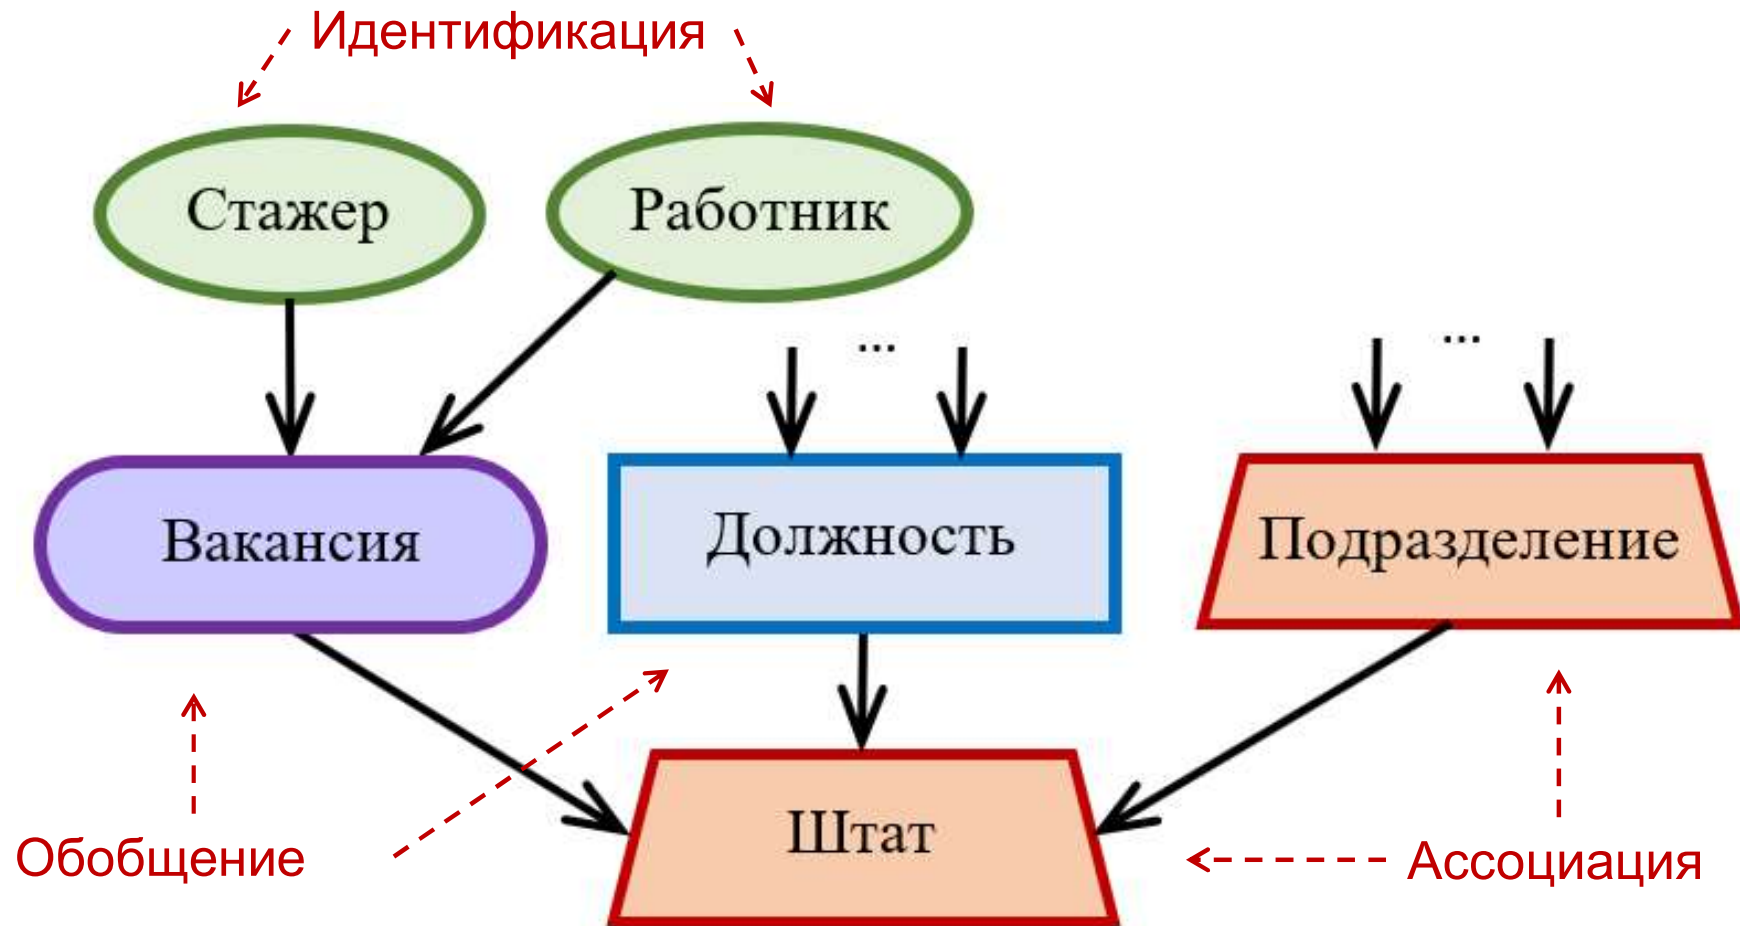 Идентификация
Стажер
Работник
...
...
Вакансия
Должность
Подразделение
Штат
Обобщение
Ассоциация